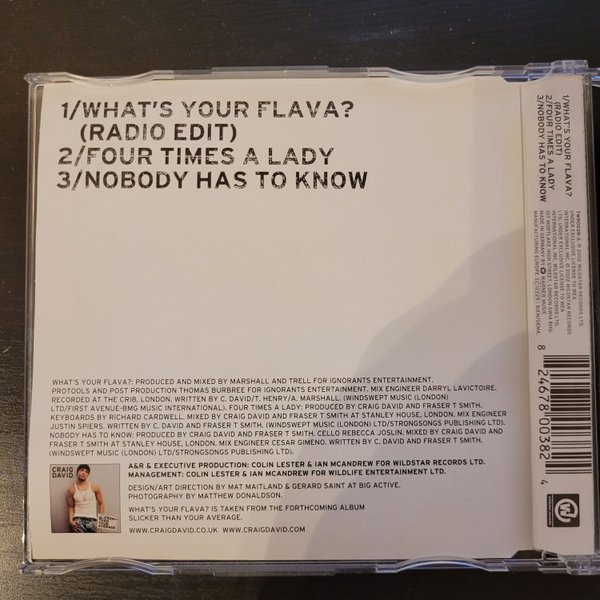 1/WHAT'S YOUR FLAVA?
(RADIO EDIT)
2/FOUR TIMES A LADY
3/NOBODY HAS TO KNOW
WHAT'S YOUR FLAVA?: PRODUCED AND MIXED BY MARSHALL AND TRELL FOR IGNORANTS ENTERTAINMENT.
PROTOOLS AND POST PRODUCTION THOMAS BURBREE FOR IGNORANTS ENTERTAINMENT. MIX ENGINEER DARRYL LAVICTOIRE.
RECORDED AT THE CRIB, LONDON. WRITTEN BY C. DAVID/T. HENRY/A. MARSHALL. (WINDSWEPT MUSIC (LONDON)
LTD/FIRST AVENUE-BMG MUSIC INTERNATIONAL). FOUR TIMES A LADY: PRODUCED BY CRAIG DAVID AND FRASER T SMITH.
KEYBOARDS BY RICHARD CARDWELL. MIXED BY CRAIG DAVID AND FRASER T SMITH AT STANLEY HOUSE, LONDON. MIX ENGINEER
JUSTIN SPIERS. WRITTEN BY C. DAVID AND FRASER T. SMITH. (WINDSWEPT MUSIC (LONDON) LTD/STRONGSONGS PUBLISHING LTD).
NOBODY HAS TO KNOW: PRODUCED BY CRAIG DAVID AND FRASER T SMITH. CELLO REBECCA JOSLIN. MIXED BY CRAIG DAVID AND
FRASER T SMITH AT STANLEY HOUSE, LONDON. MIX ENGINEER CESAR GIMENO. WRITTEN BY C. DAVID AND FRASER T. SMITH.
(WINDSWEPT MUSIC (LONDON) LTD/STRONGSONGS PUBLISHING LTD).
CRAIG
DAVID
A&R & EXECUTIVE PRODUCTION: COLIN LESTER & IAN MCANDREW FOR WILDSTAR RECORDS LTD.
MANAGEMENT: COLIN LESTER & IAN MCANDREW FOR WILDLIFE ENTERTAINMENT LTD.
DESIGN/ART DIRECTION BY MAT MAITLAND & GERARD SAINT AT BIG ACTIVE.
PHOTOGRAPHY BY MATTHEW DONALDSON.
WHAT'S YOUR FLAVA? IS TAKEN FROM THE FORTHCOMING ALBUM
SLICKER THAN YOUR AVERAGE.
WWW.CRAIGDAVID.CO.UK WWW.CRAIGDAVID.COM
1/WHAT'S YOUR FLAVA?
(RADIO EDIT)
2/FOUR TIMES A LADY
3/NOBODY HAS TO KNOW
8 24678 00382 4